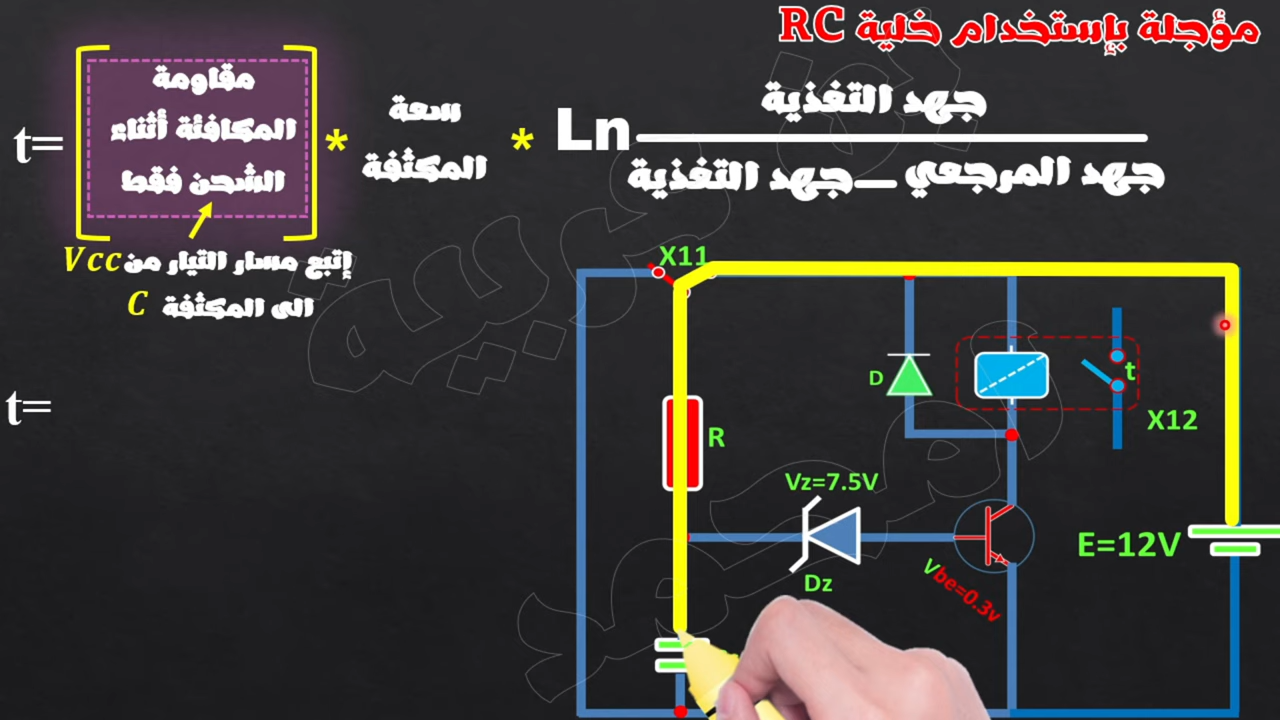 مؤجلة بإستخدام خلية RC
t= [مقاومة
المكافئة أثناء
الشحن فقط] * سعة
المكثفة * Ln
جهد التغذية
جهد التغذية – جهد المرجعي
إتبع مسار التيار من Vcc
الى المكثفة C
t=
X11
D
t
X12
R
Vz=7.5V
E=12V
Dz
Vbe=0.3v